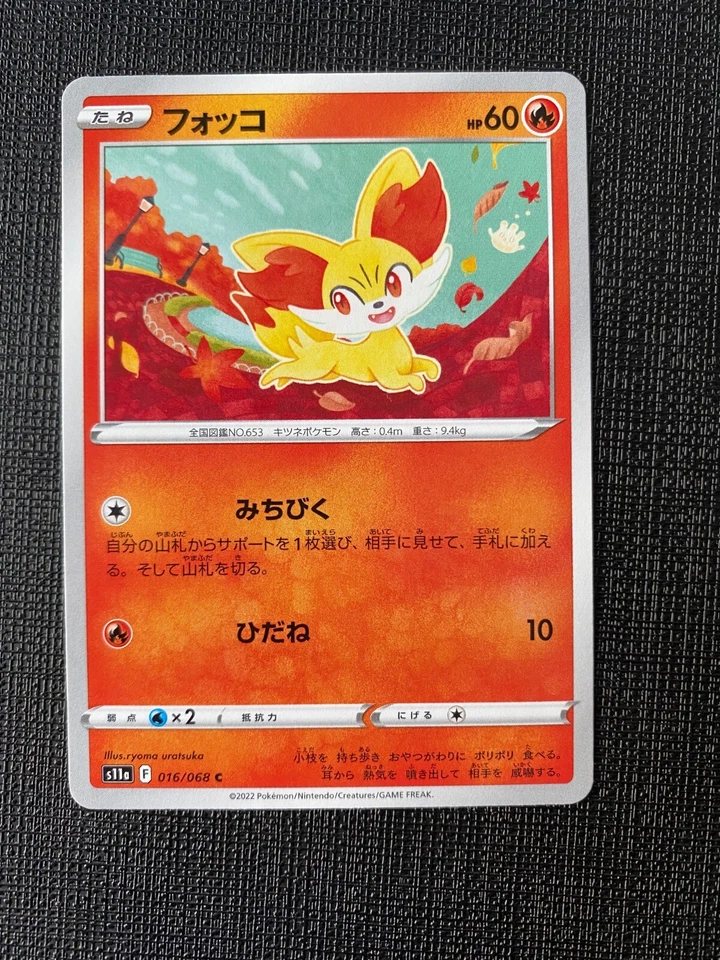 たね フォッコ HP60
全国図鑑NO.653 キツネポケモン 高さ:0.4m 重さ:9.4kg
みちびく
自分の山札からサポートを1枚選び、相手に見せて、手札に加え
る。そして山札を切る。
ひだね 10
弱点 ×2 抵抗力 にげる
Illus.ryoma uratsuka
小枝を 持ち歩き おやつがわりに ポリポリ 食べる。
耳から 熱気を 噴き出して 相手を 威嚇する。
s11a F 016/068 C
©2022 Pokémon/Nintendo/Creatures/GAME FREAK.